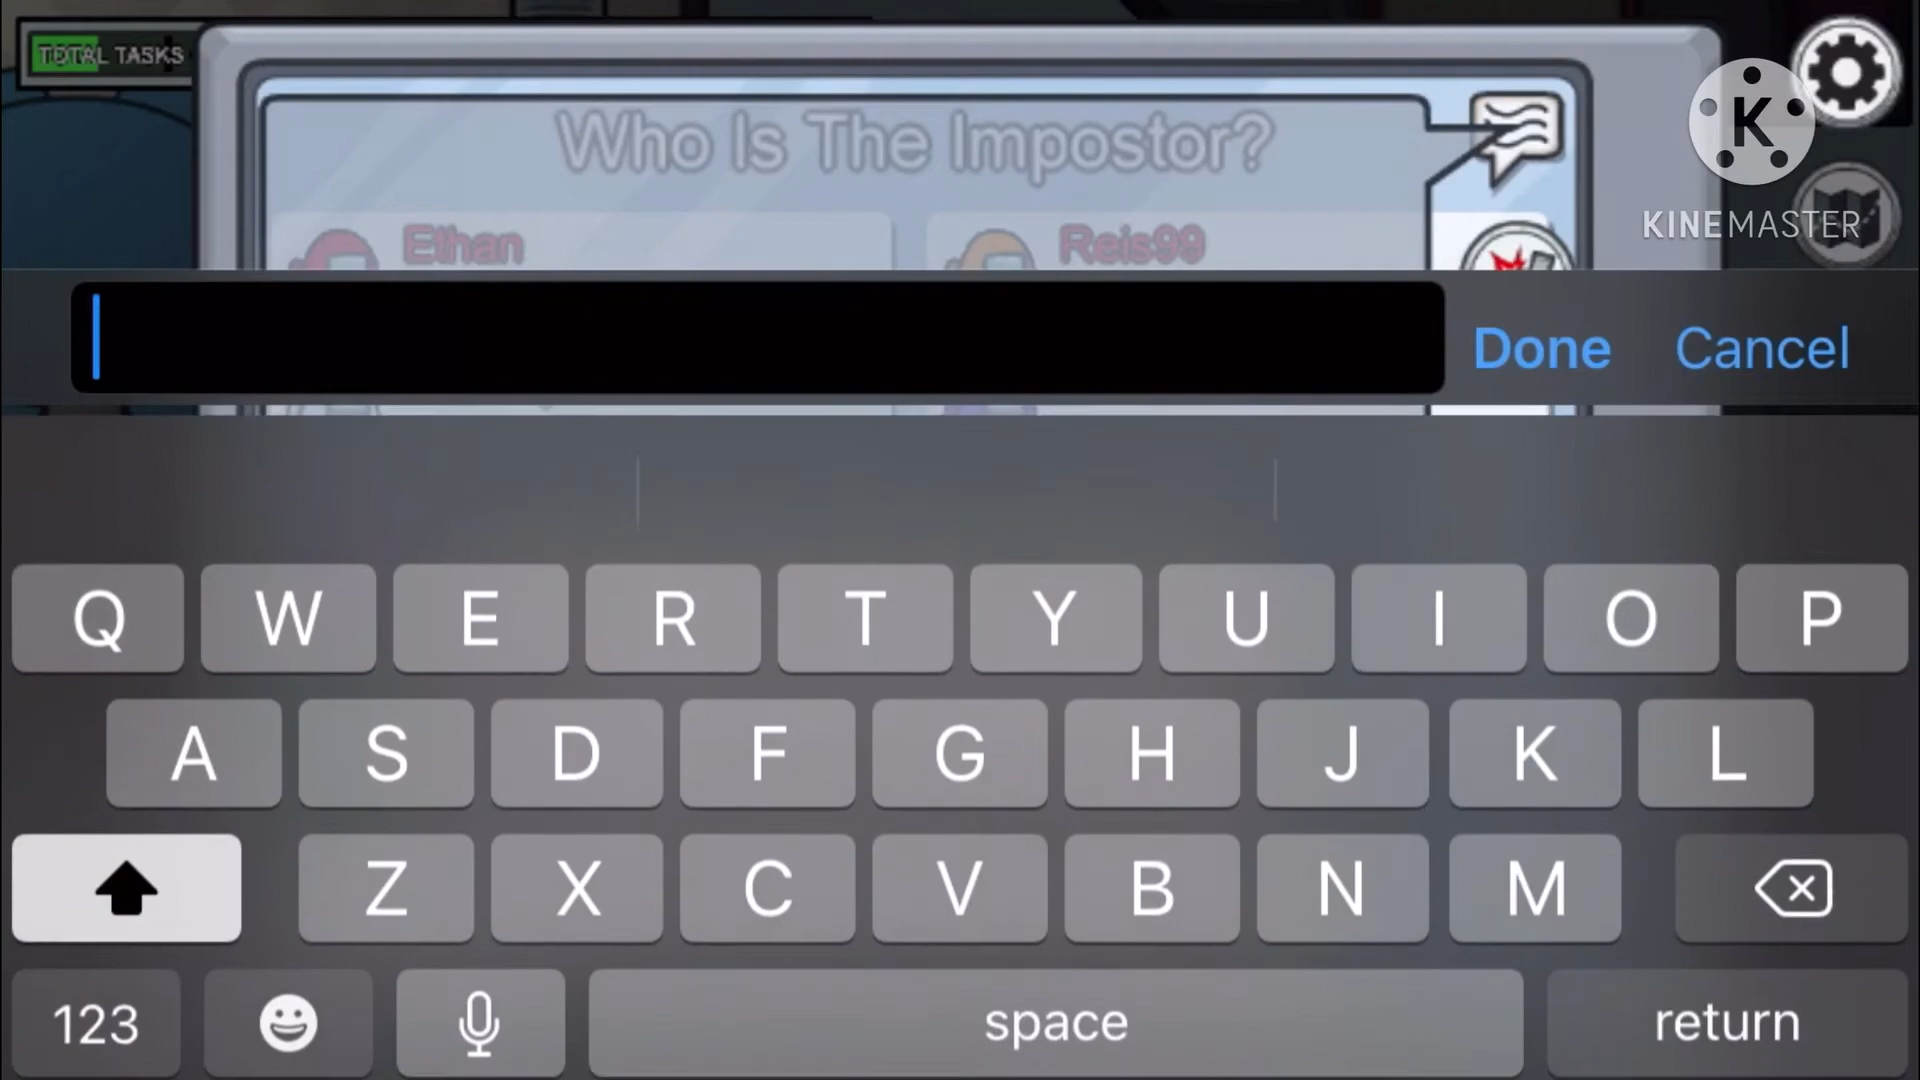 TOTAL TASKS
Who Is The Impostor?
K
KINEMASTER
Ethan
Reis99
Done
Cancel
Q W E R T Y U I O P
A S D F G H J K L
Z X C V B N M
123
space
return